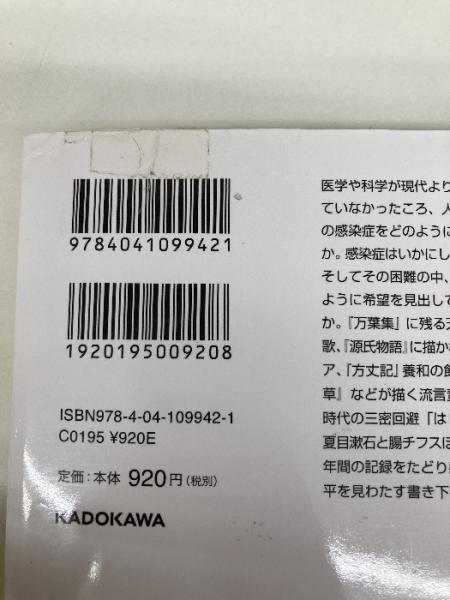 9784041099421
1920195009208
ISBN978-4-04-109942-1
C0195 ¥920E
定価：本体 920円（税別）
KADOKAWA
医学や科学が現代より
ていなかったころ、人
の感染症をどのように
か。感染症はいかにし
そしてその困難の中、
ように希望を見出して
か。『万葉集』に残る天
歌、『源氏物語』に描か
ア、『方丈記』養和の飢
草』などが描く流言
時代の三密回避「は
夏目漱石と腸チフスほ
年間の記録をたどり
平を見わたす書き下